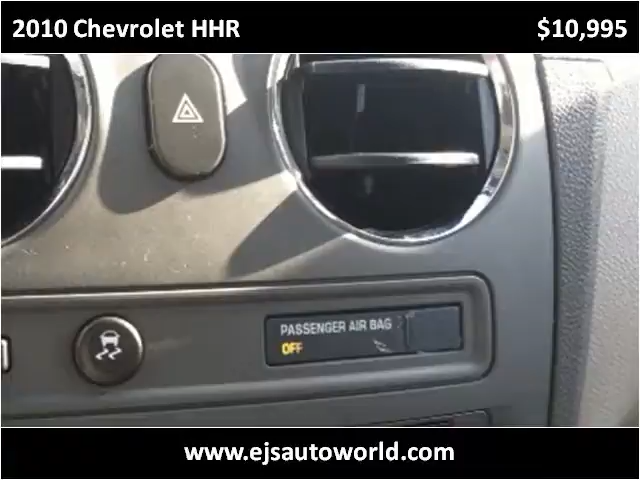 2010 Chevrolet HHR $10,995
PASSENGER AIR BAG
OFF
www.ejsautoworld.com